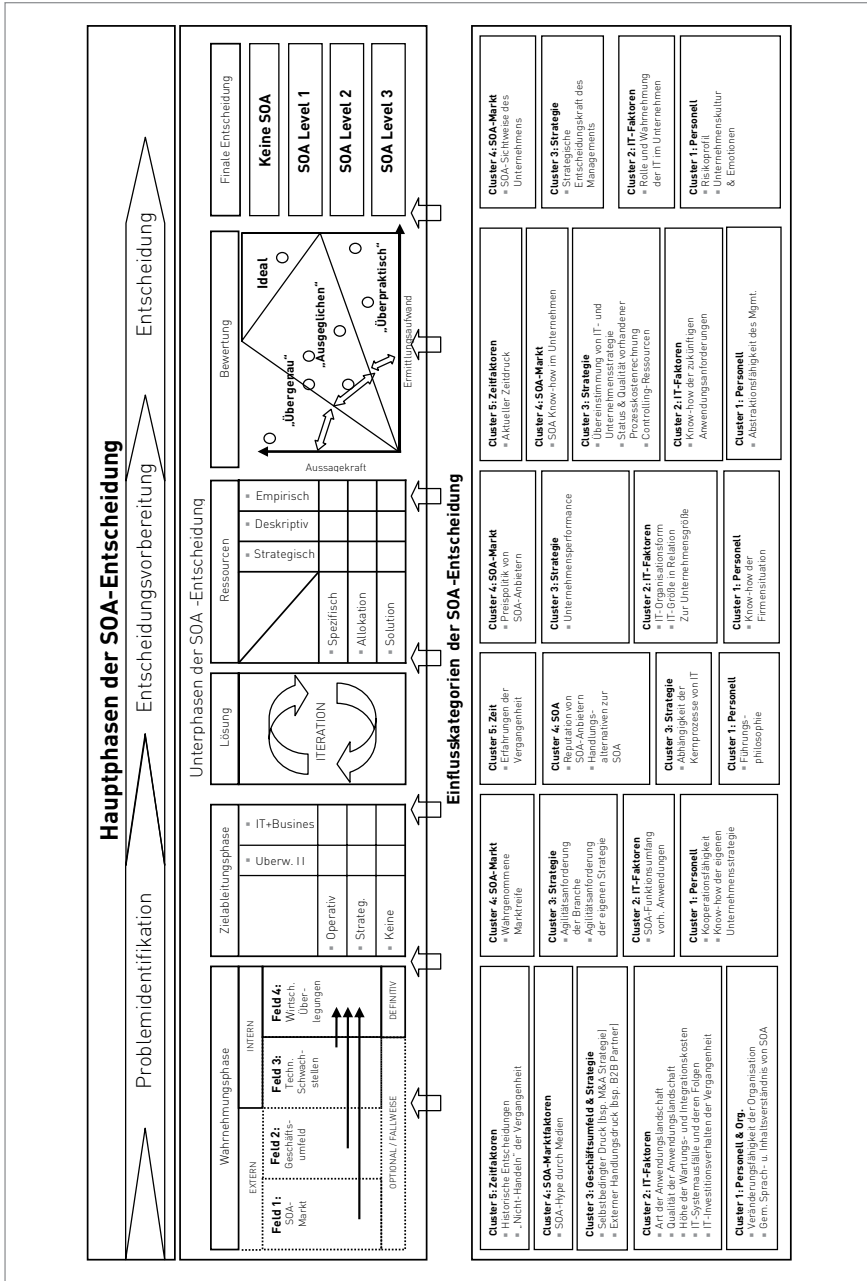 Hauptphasen der SOA-Entscheidung
Problemidentifikation
Entscheidungsvorbereitung
Entscheidung
Unterphasen der SOA -Entscheidung
Wahrnehmungsphase
EXTERN
INTERN
Feld 1:
SOA-
Markt
Feld 2:
Geschäfts-
umfeld
Feld 3:
Techn.
Schwach-
stellen
Feld 4:
Wirtsch.
Über-
legungen
OPTIONAL / FALLWEISE
DEFINITIV
Zielableitungsphase
▪ Überw. II
▪ IT+Busines
▪ Operativ
▪ Strateg.
▪ Keine
Lösung
ITERATION
Ressourcen
▪ Strategisch
▪ Deskriptiv
▪ Empirisch
▪ Spezifisch
▪ Allokation
▪ Solution
Bewertung
Aussagekraft
„Übergenau"
Ideal
„Ausgeglichen"
„Überpraktisch"
Ermittlungsaufwand
Finale Entscheidung
Keine SOA
SOA Level 1
SOA Level 2
SOA Level 3
Einflusskategorien der SOA -Entscheidung
Cluster 5: Zeitfaktoren
▪ Historische Entscheidungen
▪ „Nicht-Handeln" der Vergangenheit
Cluster 4: SOA-Marktfaktoren
▪ SOA-Hype durch Medien
Cluster 3: Geschäftsumfeld & Strategie
▪ Selbstbedingter Druck (bsp. M&A Strategie)
▪ Externer Handlungsdruck (bsp. B2B Partner)
Cluster 2: IT-Faktoren
▪ Art der Anwendungslandschaft
▪ Qualität der Anwendungslandschaft
▪ Höhe der Wartungs- und Integrationskosten
▪ IT-Systemausfälle und deren Folgen
▪ IT-Investitionsverhalten der Vergangenheit
Cluster 1: Personell & Org.
▪ Veränderungsfähigkeit der Organisation
▪ Gem. Sprach- u. Inhaltsverständnis von SOA
Cluster 4: SOA-Markt
▪ Wahrgenommene
Marktreife
Cluster 3: Strategie
▪ Agilitätsanforderung
der Branche
▪ Agilitätsanforderung
der eigenen Strategie
Cluster 2: IT-Faktoren
▪ SOA-Funktionsumfang
vorh. Anwendungen
Cluster 1: Personell
▪ Kooperationsfähigkeit
▪ Know-how der eigenen
Unternehmensstrategie
Cluster 5: Zeit
▪ Erfahrungen der
Vergangenheit
Cluster 4: SOA
▪ Reputation von
SOA-Anbietern
▪ Handlungs-
alternativen zur
SOA
Cluster 3: Strategie
▪ Abhängigkeit der
Kernprozesse von IT
Cluster 1: Personell
▪ Führungs-
philosophie
Cluster 4: SOA-Markt
▪ Preispolitik von
SOA-Anbietern
Cluster 3: Strategie
▪ Unternehmensperformance
Cluster 2: IT-Faktoren
▪ IT-Organisationsform
▪ IT-Größe in Relation
Zur Unternehmensgröße
Cluster 1: Personell
▪ Know-how der
Firmensituation
Cluster 5: Zeitfaktoren
▪ Aktueller Zeitdruck
Cluster 4: SOA-Markt
▪ SOA Know-how im Unternehmen
Cluster 3: Strategie
▪ Übereinstimmung von IT- und
Unternehmensstrategie
▪ Status & Qualität vorhandener
Prozesskostenrechnung
▪ Controlling-Ressourcen
Cluster 2: IT-Faktoren
▪ Know-how der zukünftigen
Anwendungsanforderungen
Cluster 1: Personell
▪ Abstraktionsfähigkeit des Mgmt.
Cluster 4: SOA-Markt
▪ SOA-Sichtweise des
Unternehmens
Cluster 3: Strategie
▪ Strategische
Entscheidungskraft des
Managements
Cluster 2: IT-Faktoren
▪ Rolle und Wahrnehmung
der IT im Unternehmen
Cluster 1: Personell
▪ Risikoprofil
▪ Unternehmenskultur
& Emotionen